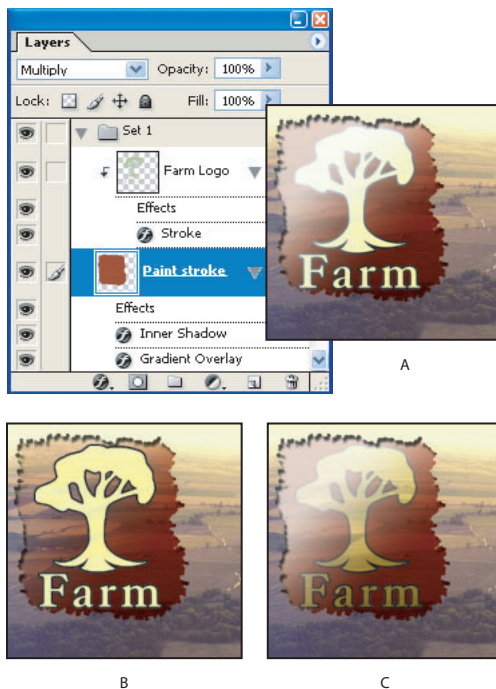 Layers
Multiply Opacity: 100%
Lock: Fill: 100%
Set 1
Farm Logo
Effects
Stroke
Paint stroke
Effects
Inner Shadow
Gradient Overlay
Farm
A
Farm
Farm
B
C